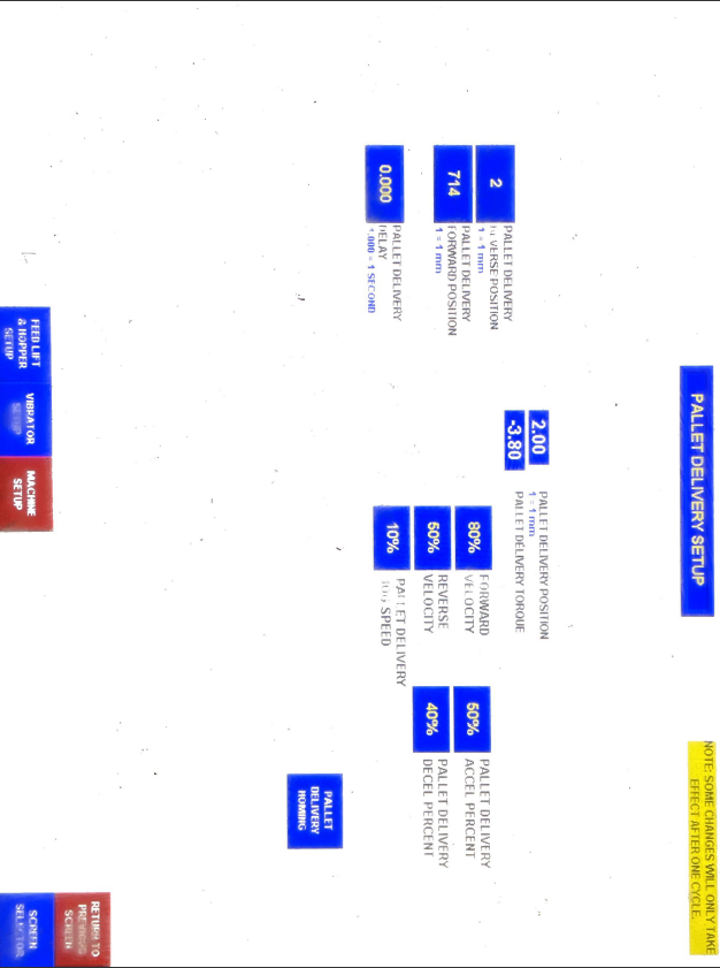 PALLET DELIVERY SETUP
NOTE: SOME CHANGES WILL ONLY TAKE
EFFECT AFTER ONE CYCLE.
2.00
PALLET DELIVERY POSITION
1 = 1 mm
-3.80
PALLET DELIVERY TORQUE
2
PALLET DELIVERY
REVERSE POSITION
1 = 1 mm
714
PALLET DELIVERY
FORWARD POSITION
1 = 1 mm
0.000
PALLET DELIVERY
DELAY
1.000 = 1 SECOND
80%
FORWARD
VELOCITY
60%
REVERSE
VELOCITY
10%
PALLET DELIVERY
JOG SPEED
50%
PALLET DELIVERY
ACCEL PERCENT
40%
PALLET DELIVERY
DECEL PERCENT
PALLET
DELIVERY
HOMING
FEED LIFT
& HOPPER
SETUP
VIBRATOR
SETUP
MACHINE
SETUP
RETURN TO
PREVIOUS
SCREEN
SCREEN
SELECTOR